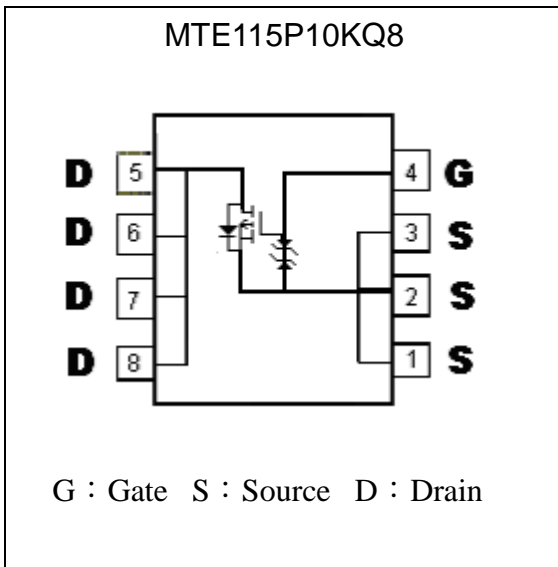 MTE115P10KQ8
D 5 4 G
D 6 3 S
D 7 2 S
D 8 1 S
G：Gate S：Source D：Drain